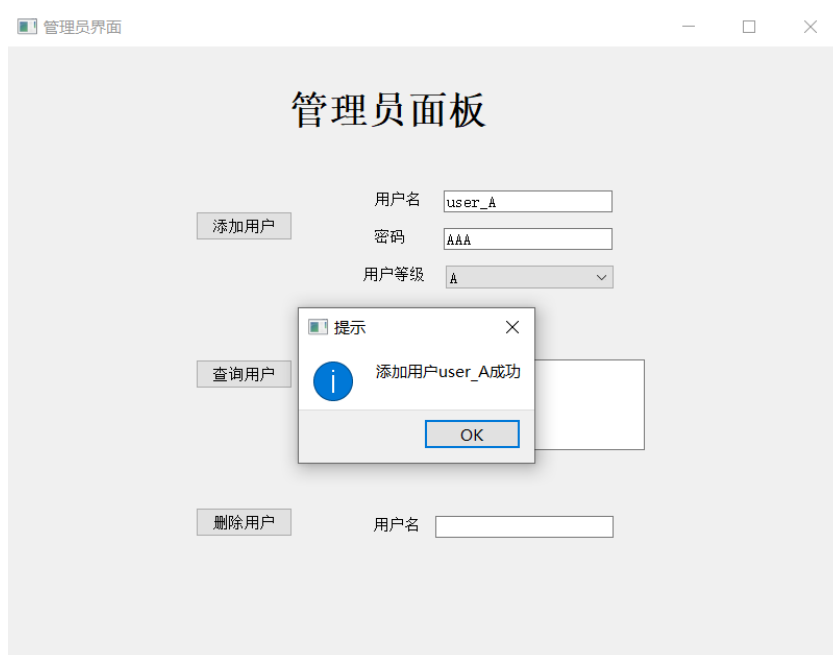 管理员界面
管理员面板
用户名 user_A
添加用户
密码 AAA
用户等级 A
提示
查询用户
添加用户user_A成功
OK
删除用户 用户名